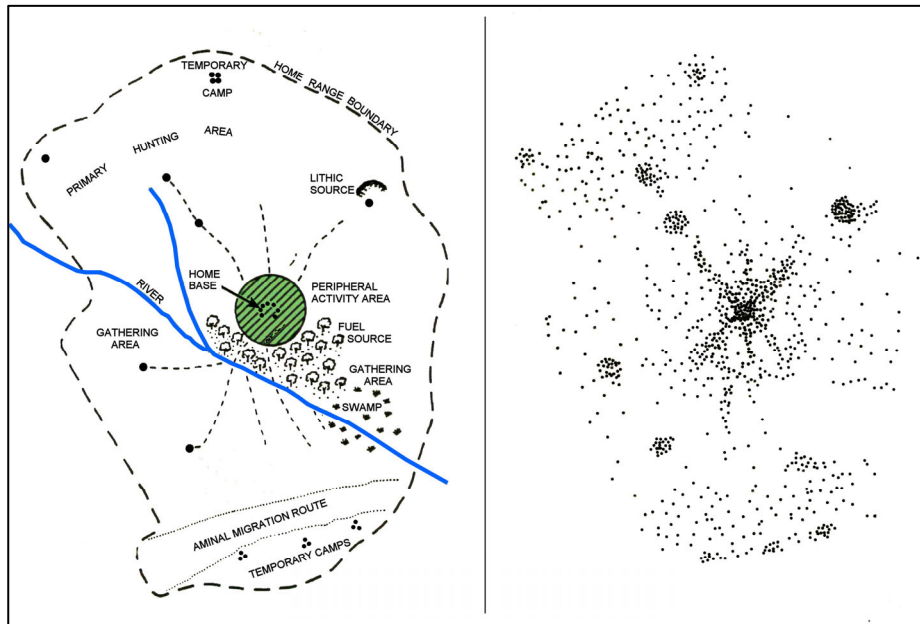 TEMPORARY
CAMP
HOME RANGE BOUNDARY
PRIMARY HUNTING AREA
LITHIC
SOURCE
HOME
BASE
PERIPHERAL
ACTIVITY AREA
RIVER
FUEL
SOURCE
GATHERING
AREA
GATHERING
AREA
SWAMP
AMINAL MIGRATION ROUTE
TEMPORARY CAMPS